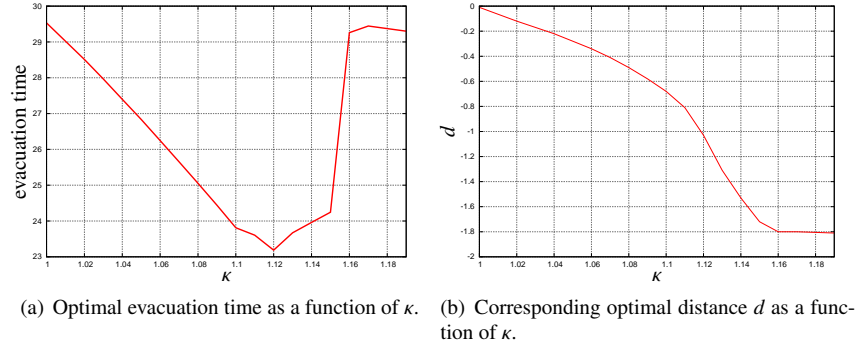 30
29
28
27
26
25
24
23
evacuation time
1 1.02 1.04 1.06 1.08 1.1 1.12 1.14 1.16 1.18
κ
(a) Optimal evacuation time as a function of κ.
0
-0.2
-0.4
-0.6
-0.8
-1
-1.2
-1.4
-1.6
-1.8
-2
d
1 1.02 1.04 1.06 1.08 1.1 1.12 1.14 1.16 1.18
κ
(b) Corresponding optimal distance d as a func-
tion of κ.